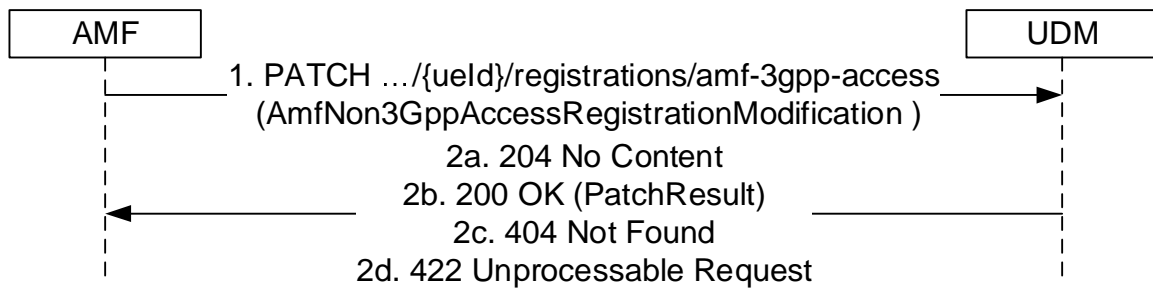 AMF
UDM
1. PATCH …/{ueId}/registrations/amf-3gpp-access
(AmfNon3GppAccessRegistrationModification )
2a. 204 No Content
2b. 200 OK (PatchResult)
2c. 404 Not Found
2d. 422 Unprocessable Request